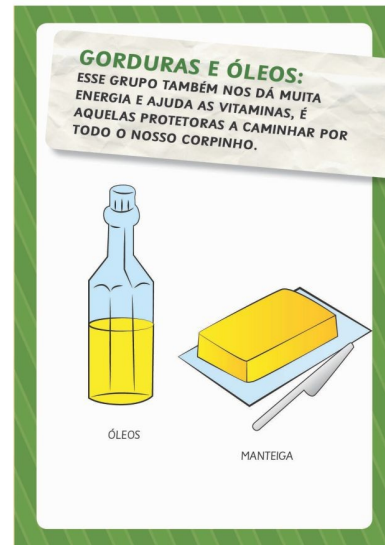 GORDURAS E ÓLEOS:
ESSE GRUPO TAMBÉM NOS DÁ MUITA
ENERGIA E AJUDA AS VITAMINAS, É
AQUELAS PROTETORAS A CAMINHAR POR
TODO O NOSSO CORPINHO.
ÓLEOS
MANTEIGA